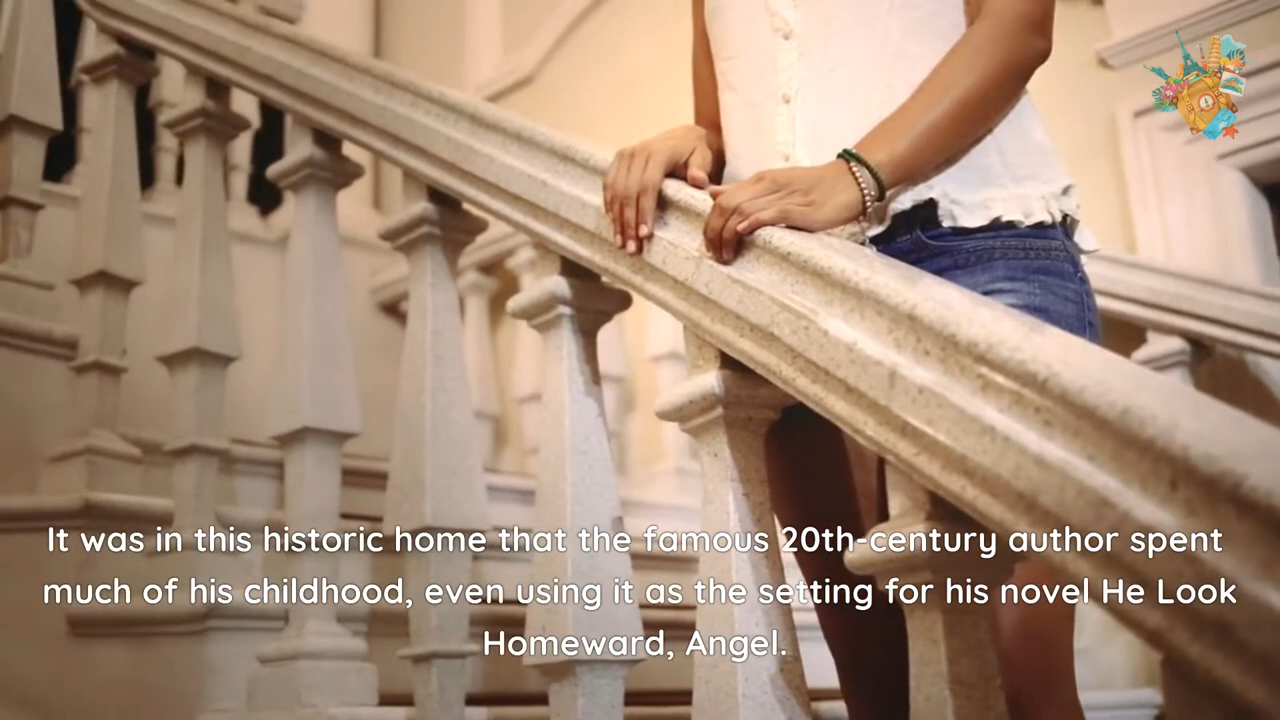 It was in this historic home that the famous 20th-century author spent
much of his childhood, even using it as the setting for his novel He Look
Homeward, Angel.